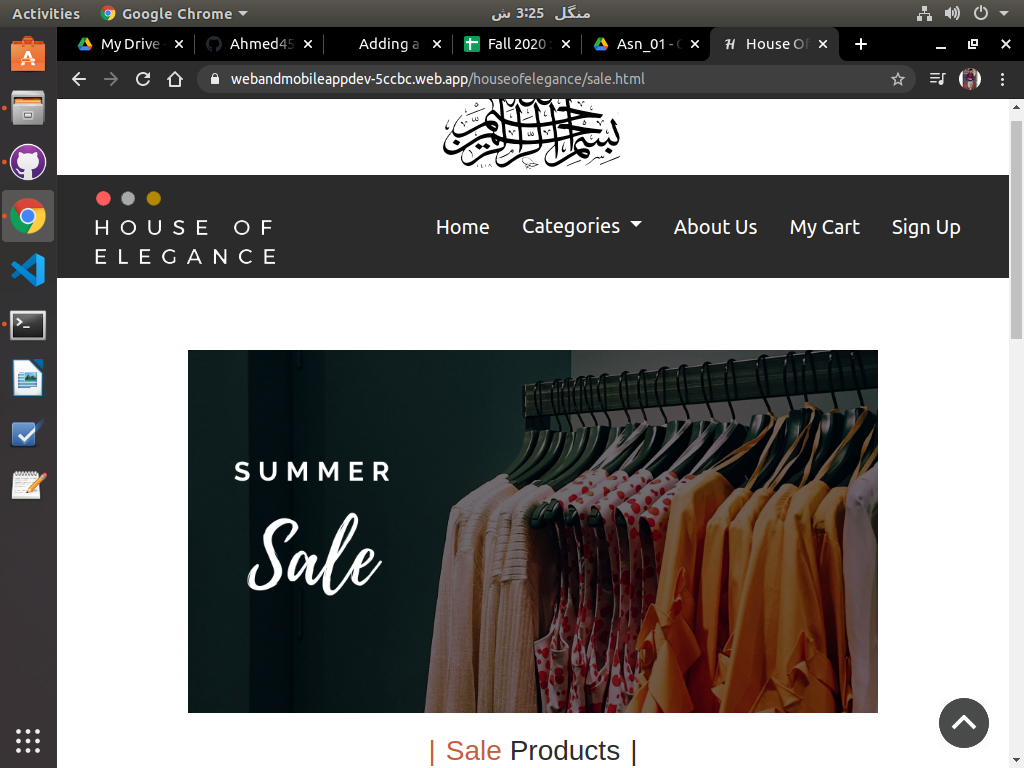 Activities
Google Chrome
منگل 3:25 ش
My Drive
Ahmed45
Adding a
Fall 2020
Asn_01 - C
House Of
webandmobileappdev-5ccbc.web.app/houseofelegance/sale.html
بسم الله الرحمن الرحيم
HOUSE OF
ELEGANCE
Home
Categories
About Us
My Cart
Sign Up
SUMMER
Sale
| Sale Products |